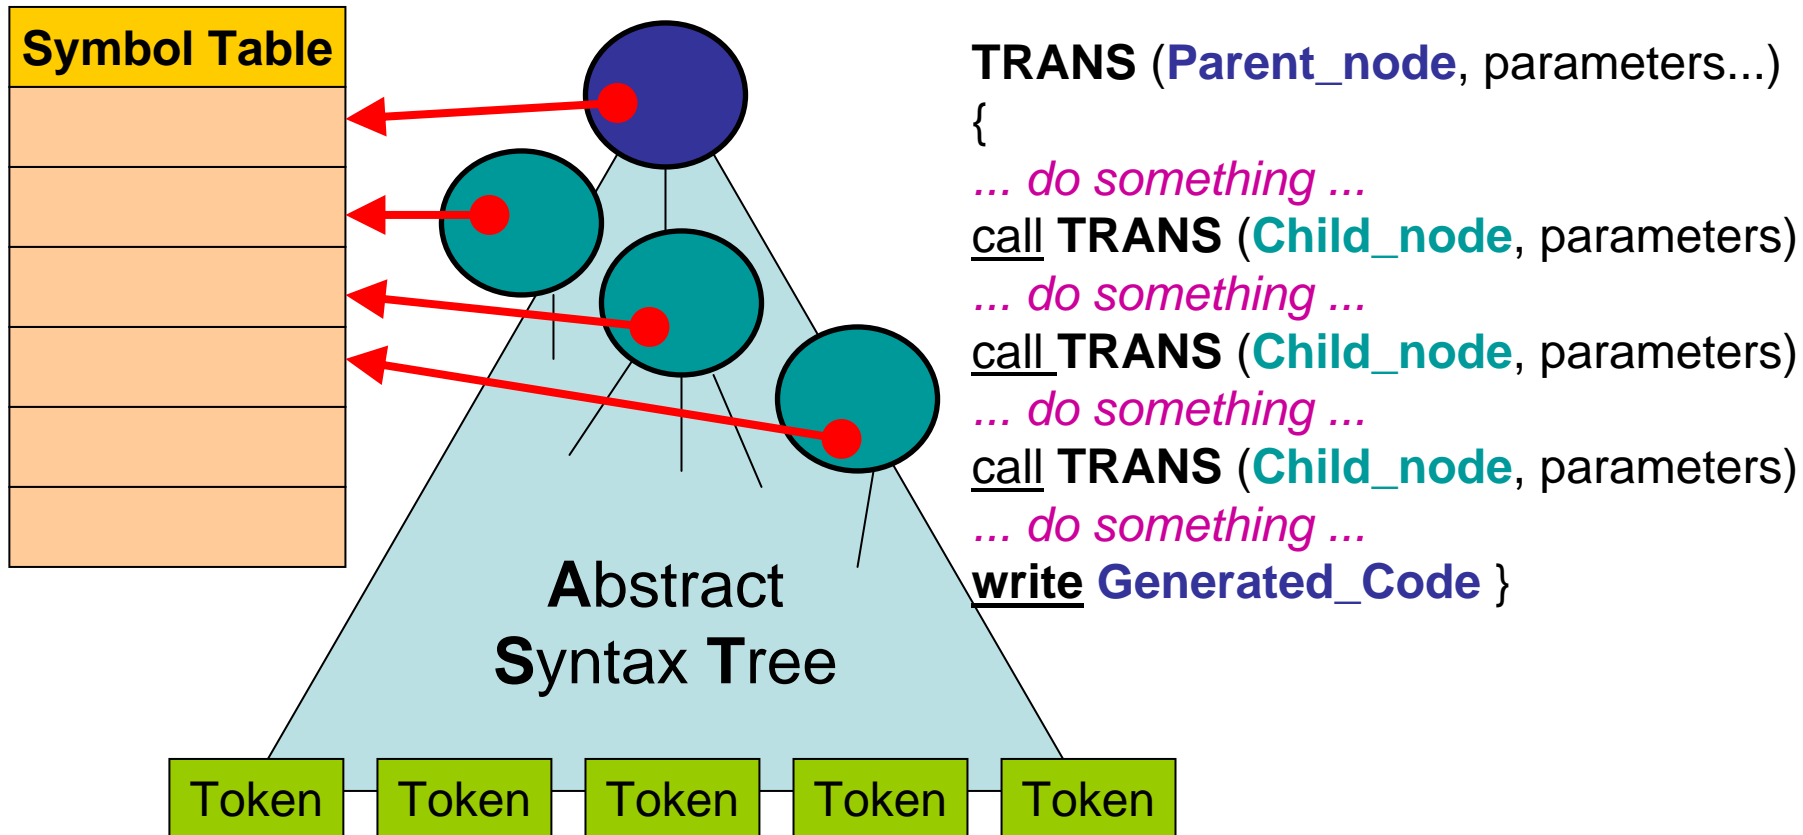 Symbol Table
TRANS (Parent_node, parameters...)
{
... do something ...
call TRANS (Child_node, parameters)
... do something ...
call TRANS (Child_node, parameters)
... do something ...
call TRANS (Child_node, parameters)
... do something ...
write Generated_Code }
Abstract
Syntax Tree
Token Token Token Token Token